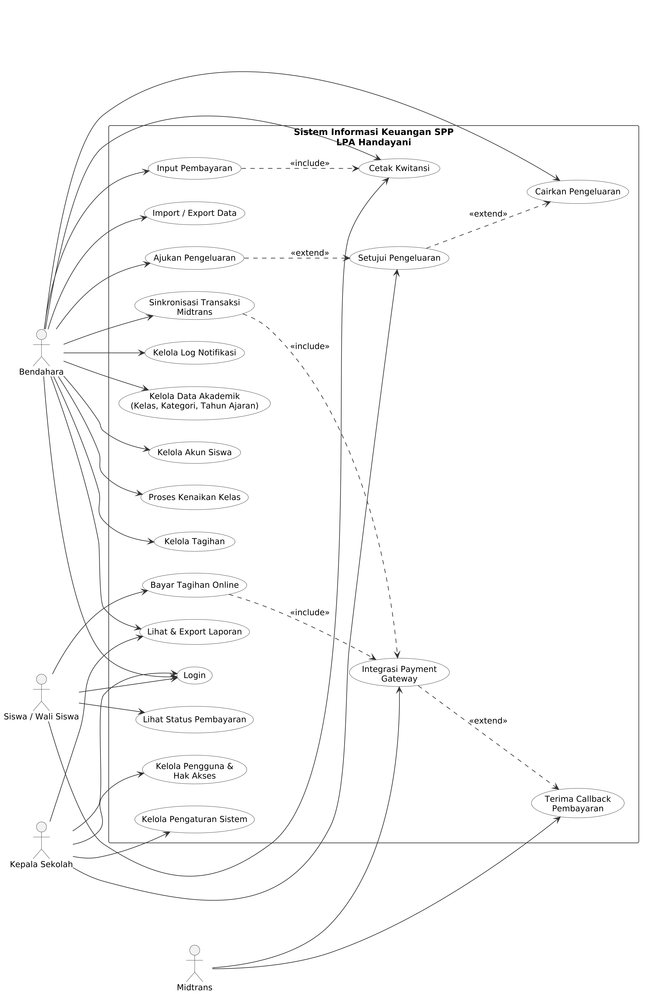 Sistem Informasi Keuangan SPP
LPA Handayani
Input Pembayaran
«include»
Cetak Kwitansi
Cairkan Pengeluaran
Import / Export Data
«extend»
Ajukan Pengeluaran
«extend»
Setujui Pengeluaran
Sinkronisasi Transaksi
Midtrans
«include»
Kelola Log Notifikasi
Bendahara
Kelola Data Akademik
(Kelas, Kategori, Tahun Ajaran)
Kelola Akun Siswa
Proses Kenaikan Kelas
Kelola Tagihan
Bayar Tagihan Online
«include»
Lihat & Export Laporan
Integrasi Payment
Gateway
Login
Siswa / Wali Siswa
Lihat Status Pembayaran
«extend»
Kelola Pengguna &
Hak Akses
Terima Callback
Pembayaran
Kelola Pengaturan Sistem
Kepala Sekolah
Midtrans